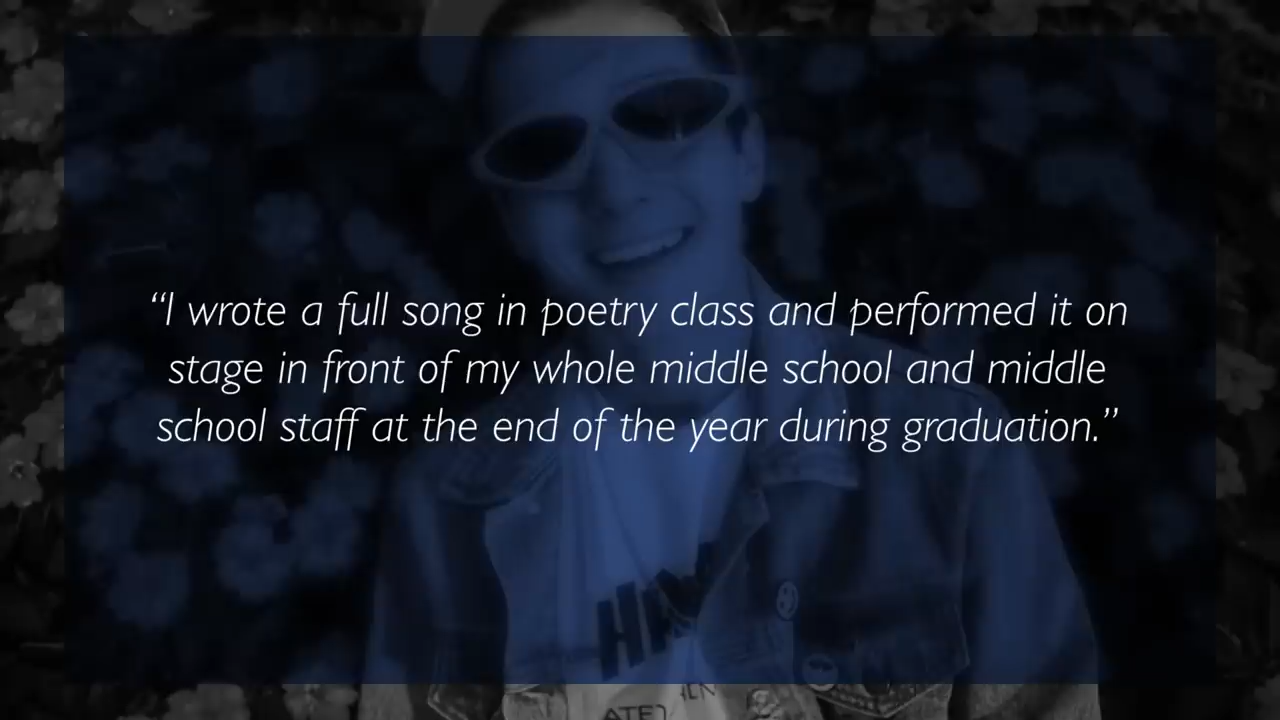 “I wrote a full song in poetry class and performed it on
stage in front of my whole middle school and middle
school staff at the end of the year during graduation.”